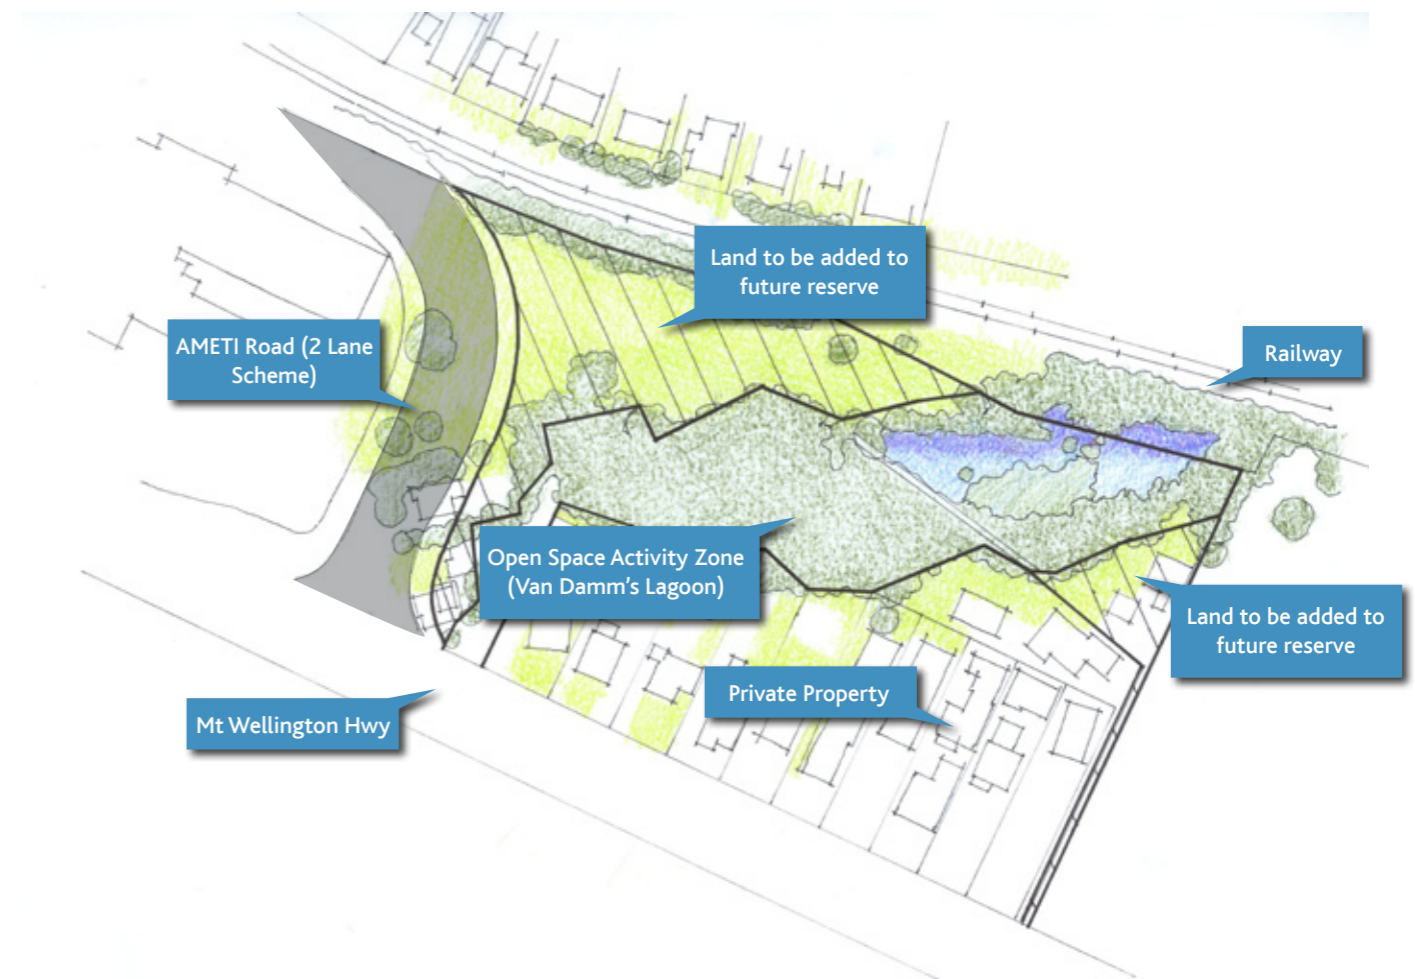 Land to be added to
future reserve
AMETI Road (2 Lane
Scheme)
Railway
Open Space Activity Zone
(Van Damm's Lagoon)
Land to be added to
future reserve
Private Property
Mt Wellington Hwy